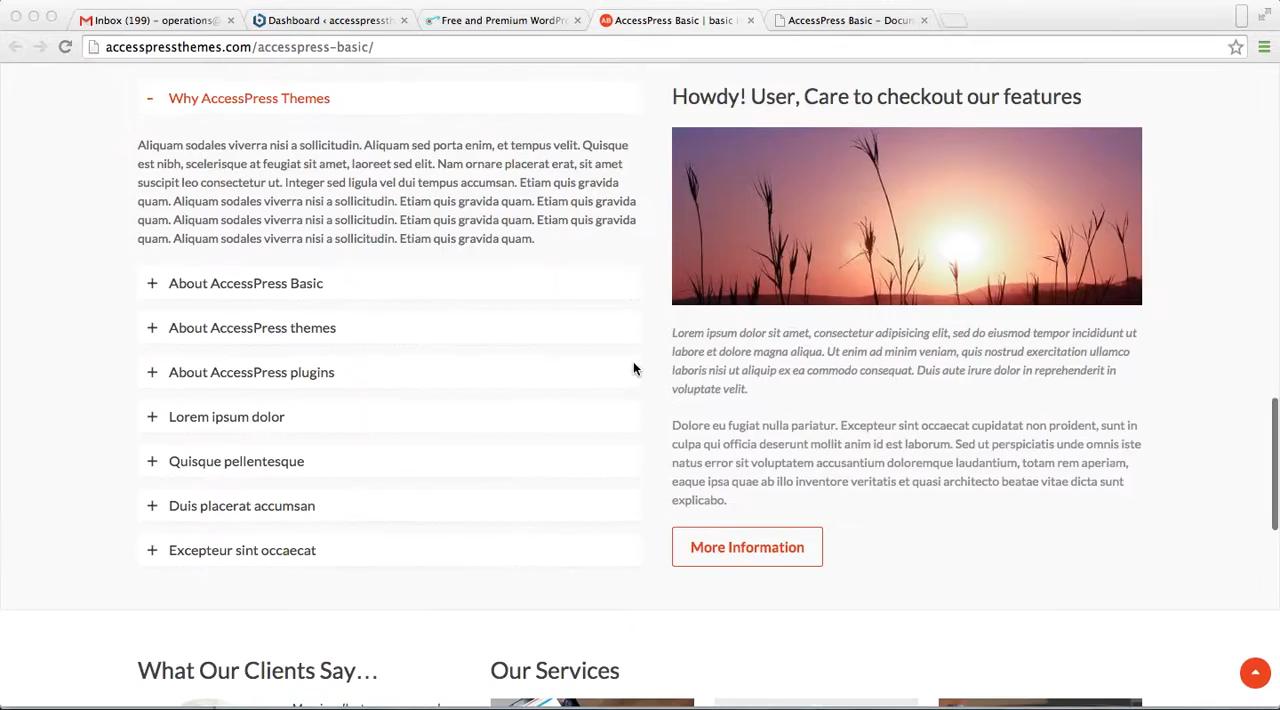 Inbox (199) – operations@
Dashboard ‹ accesspressth
Free and Premium WordPr
AccessPress Basic | basic
AccessPress Basic – Docum
accesspressthemes.com/accesspress-basic/
Why AccessPress Themes
Aliquam sodales viverra nisi a sollicitudin. Aliquam sed porta enim, et tempus velit. Quisque
est nibh, scelerisque at feugiat sit amet, laoreet sed elit. Nam ornare placerat erat, sit amet
suscipit leo consectetur ut. Integer sed ligula vel dui tempus accumsan. Etiam quis gravida
quam. Aliquam sodales viverra nisi a sollicitudin. Etiam quis gravida quam. Etiam quis gravida
quam. Aliquam sodales viverra nisi a sollicitudin. Etiam quis gravida quam. Etiam quis gravida
quam. Aliquam sodales viverra nisi a sollicitudin. Etiam quis gravida quam.
About AccessPress Basic
About AccessPress themes
About AccessPress plugins
Lorem ipsum dolor
Quisque pellentesque
Duis placerat accumsan
Excepteur sint occaecat
Howdy! User, Care to checkout our features
Lorem ipsum dolor sit amet, consectetur adipisicing elit, sed do eiusmod tempor incididunt ut
labore et dolore magna aliqua. Ut enim ad minim veniam, quis nostrud exercitation ullamco
laboris nisi ut aliquip ex ea commodo consequat. Duis aute irure dolor in reprehenderit in
voluptate velit.
Dolore eu fugiat nulla pariatur. Excepteur sint occaecat cupidatat non proident, sunt in
culpa qui officia deserunt mollit anim id est laborum. Sed ut perspiciatis unde omnis iste
natus error sit voluptatem accusantium doloremque laudantium, totam rem aperiam,
eaque ipsa quae ab illo inventore veritatis et quasi architecto beatae vitae dicta sunt
explicabo.
More Information
What Our Clients Say...
Our Services